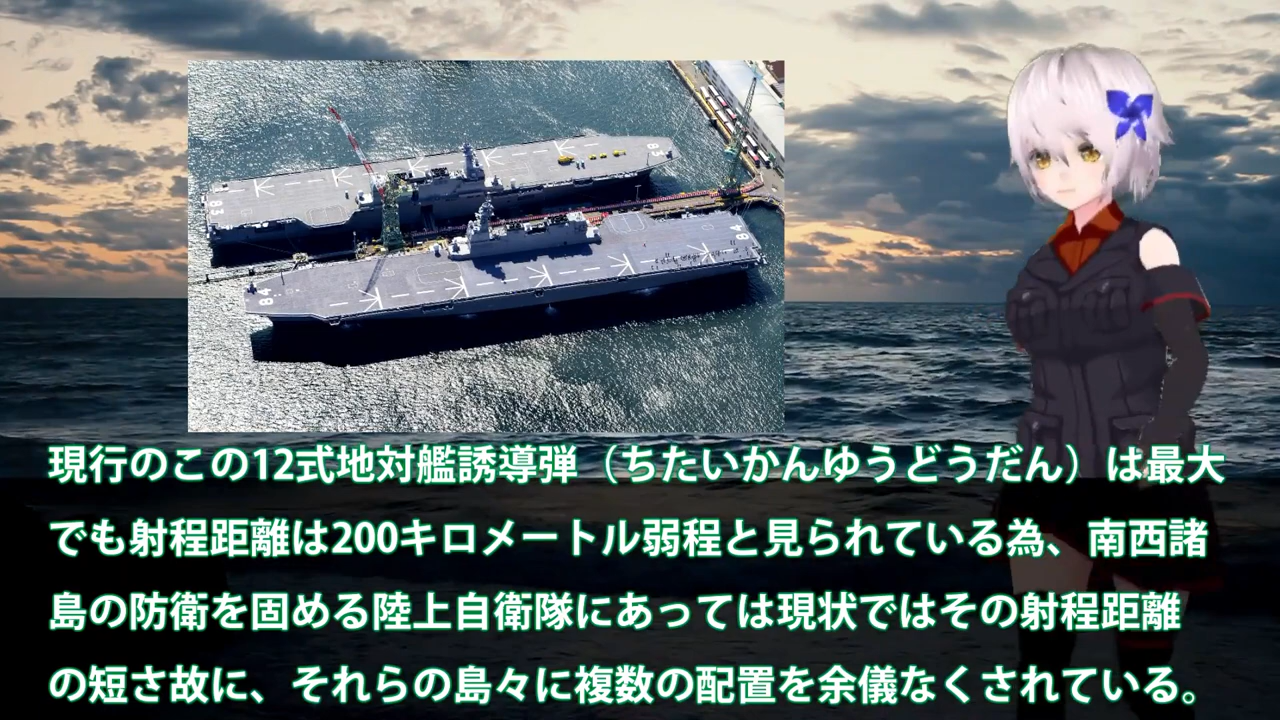 83
83
84
84
現行のこの12式地対艦誘導弾（ちたいかんゆうどうだん）は最大
でも射程距離は200キロメートル弱程と見られている為、南西諸
島の防衛を固める陸上自衛隊にあっては現状ではその射程距離
の短さ故に、それらの島々に複数の配置を余儀なくされている。